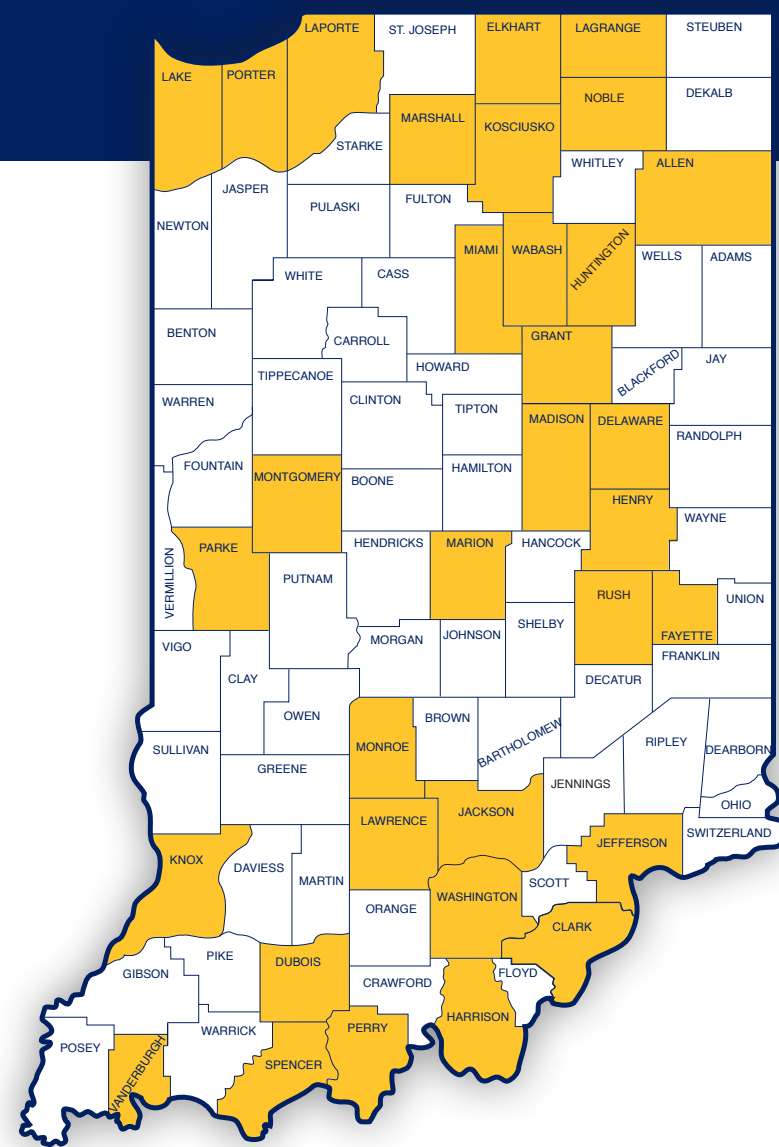 LAPORTE
ST. JOSEPH
ELKHART
LAGRANGE
STEUBEN
LAKE
PORTER
NOBLE
DEKALB
MARSHALL
KOSCIUSKO
STARKE
WHITLEY
ALLEN
JASPER
PULASKI
FULTON
NEWTON
MIAMI
WABASH
HUNTINGTON
WELLS
ADAMS
WHITE
CASS
BENTON
CARROLL
GRANT
HOWARD
BLACKFORD
JAY
TIPPECANOE
WARREN
CLINTON
TIPTON
MADISON
DELAWARE
RANDOLPH
FOUNTAIN
MONTGOMERY
BOONE
HAMILTON
HENRY
WAYNE
VERMILLION
PARKE
HENDRICKS
MARION
HANCOCK
PUTNAM
RUSH
UNION
FAYETTE
VIGO
MORGAN
JOHNSON
SHELBY
FRANKLIN
CLAY
DECATUR
OWEN
BROWN
BARTHOLOMEW
SULLIVAN
MONROE
RIPLEY
DEARBORN
GREENE
JENNINGS
OHIO
LAWRENCE
JACKSON
SWITZERLAND
JEFFERSON
KNOX
DAVIESS
MARTIN
WASHINGTON
SCOTT
ORANGE
CLARK
GIBSON
PIKE
DUBOIS
CRAWFORD
FLOYD
HARRISON
POSEY
VANDERBURGH
WARRICK
PERRY
SPENCER